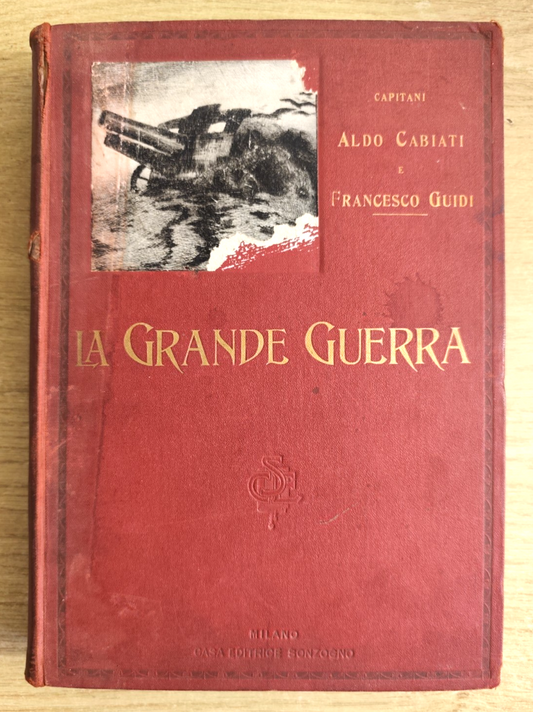 CAPITANI
ALDO CABIATI
E
FRANCESCO GUIDI
LA GRANDE GUERRA
MILANO
CASA EDITRICE SONZOGNO